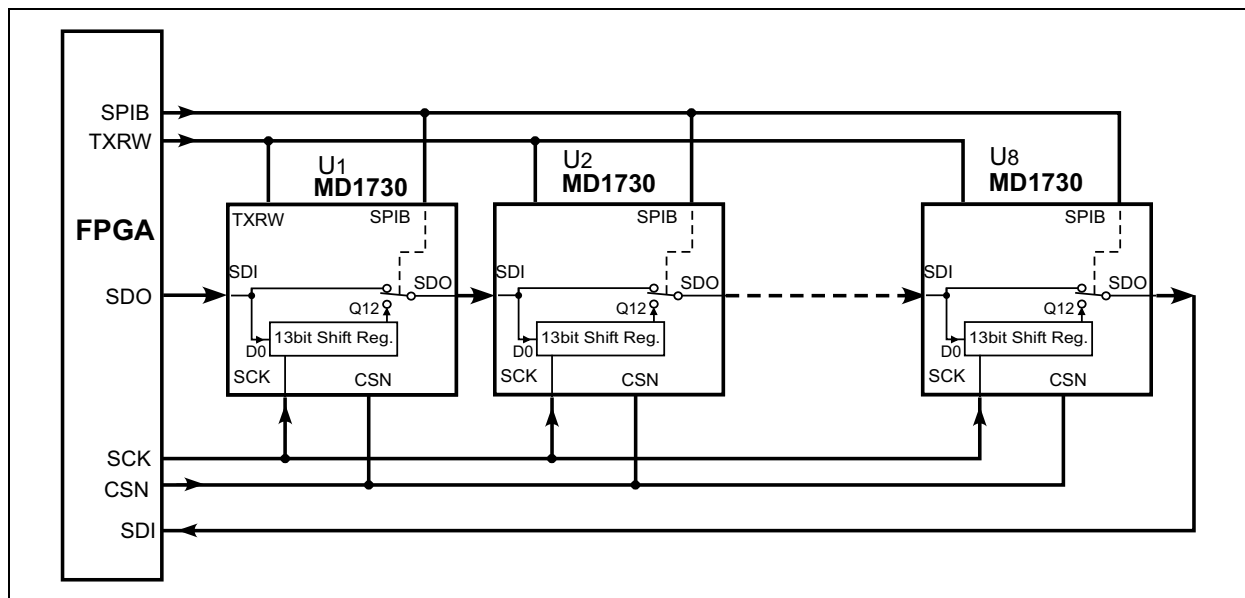 SPIB
TXRW
FPGA
SDO
SCK
CSN
SDI
U1
MD1730
TXRW
SPIB
SDI
SDO
Q12
13bit Shift Reg.
D0
SCK
CSN
U2
MD1730
SPIB
SDI
SDO
Q12
13bit Shift Reg.
D0
SCK
CSN
U8
MD1730
SPIB
SDI
SDO
Q12
13bit Shift Reg.
D0
SCK
CSN